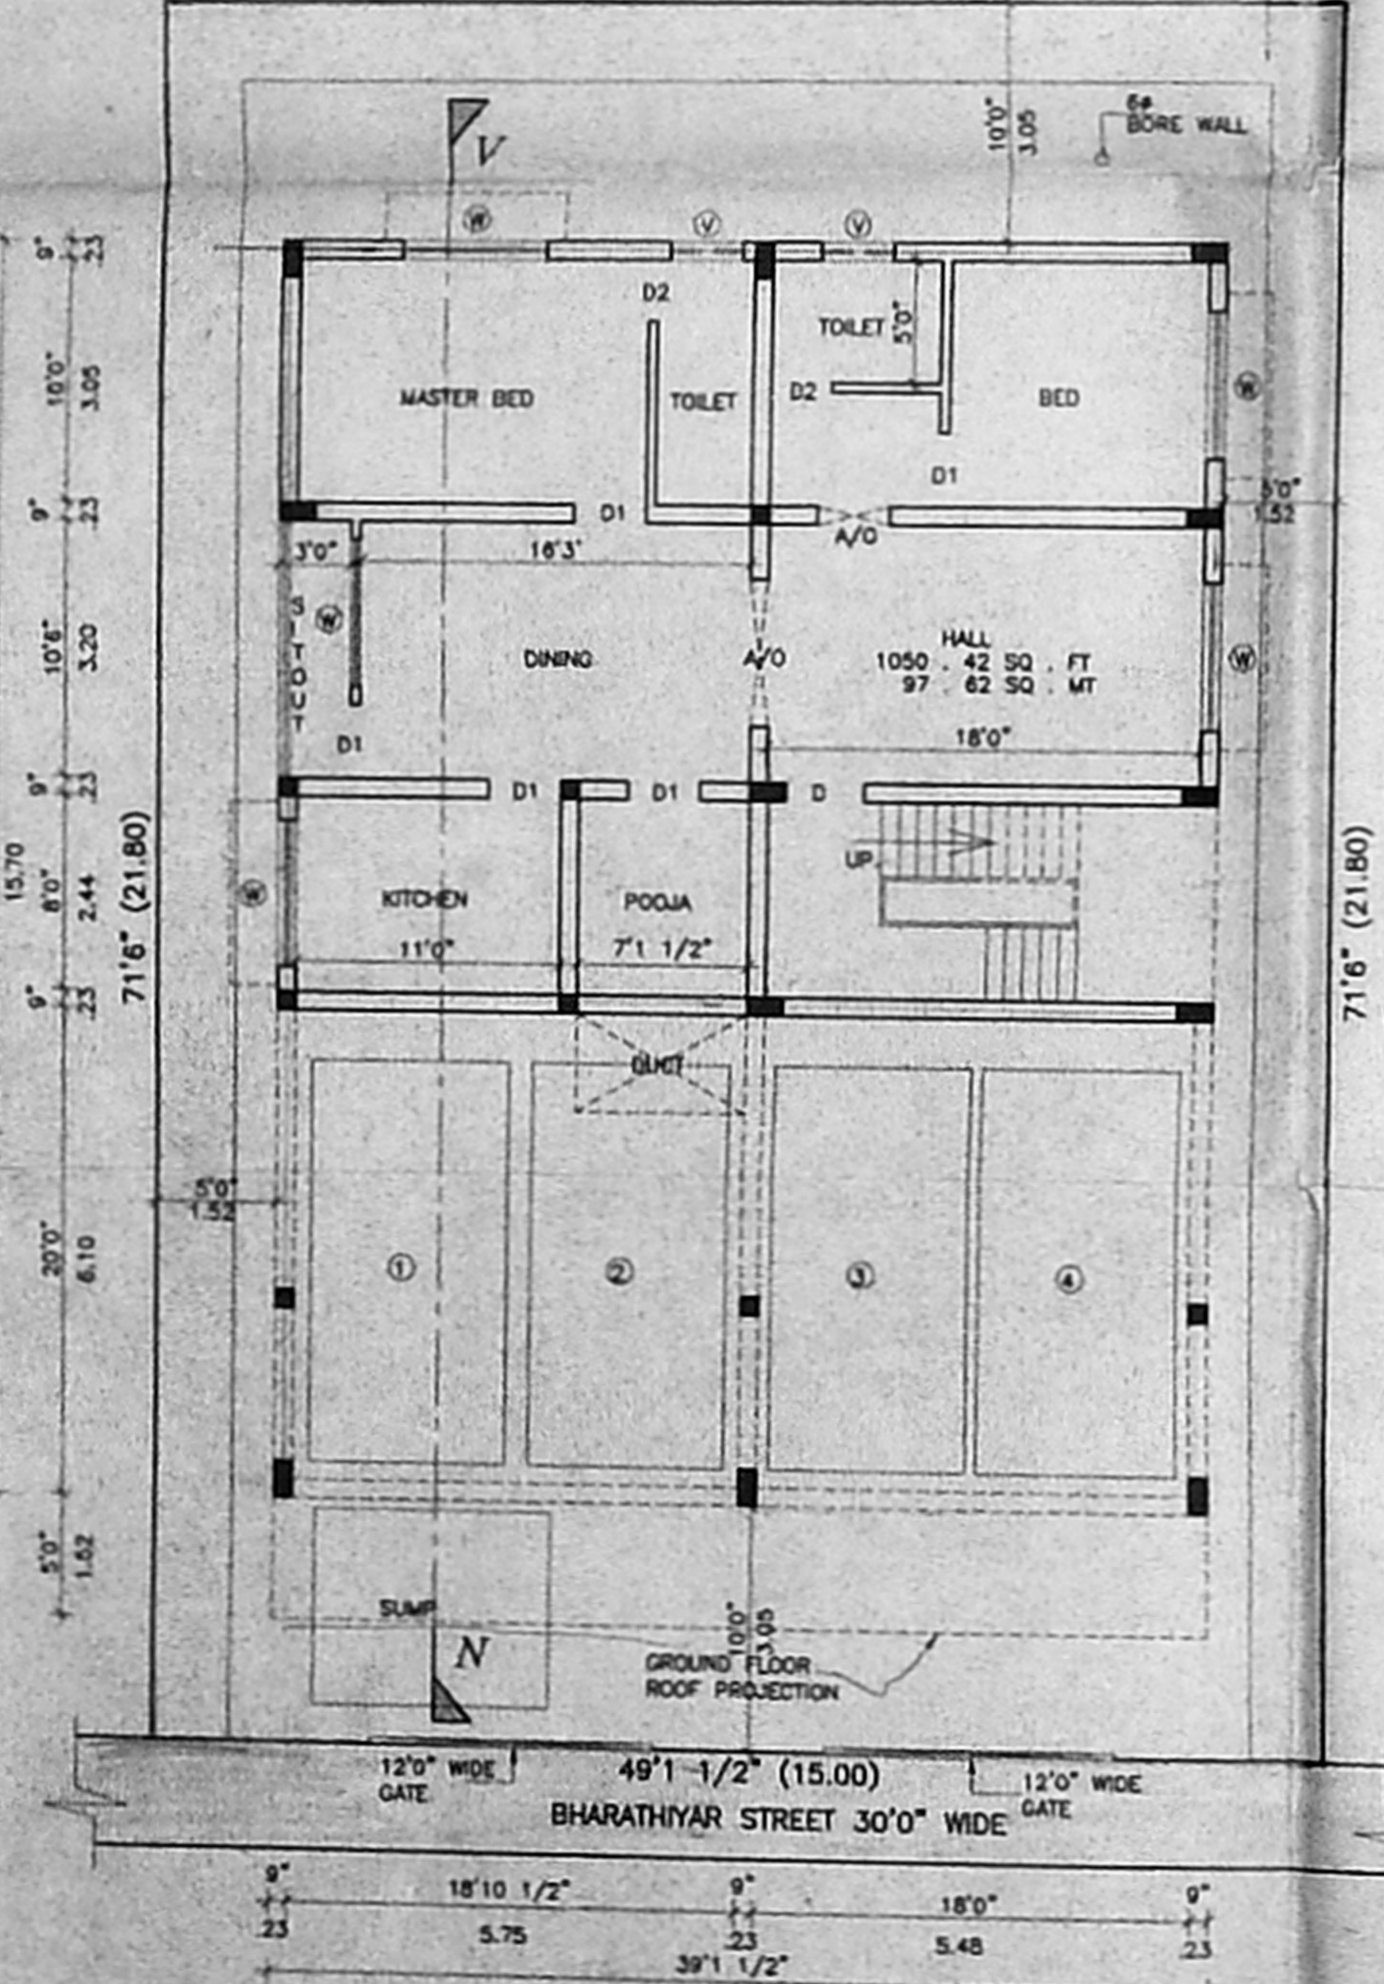 10'0"
3.05
6⌀
BORE WALL
V
W
V
V
9"
.23
D2
TOILET
5'0"
10'0"
3.05
MASTER BED
TOILET
D2
BED
W
D1
9"
.23
D1
A/O
5'0"
1.52
3'0"
16'3'
SITOUT
W
10'6"
3.20
DINING
A/O
HALL
1050 . 42 SQ . FT
97 . 62 SQ . MT
W
18'0"
D1
9"
.23
D1
D1
D
UP
15.70
8'0"
2.44
71'6" (21.80)
W
KITCHEN
POOJA
71'6" (21.80)
11'0"
7'1 1/2"
9"
.23
DUCT
5'0"
1.52
20'0"
6.10
1
2
3
4
5'0"
1.52
SUMP
N
10'0"
3.05
GROUND FLOOR
ROOF PROJECTION
12'0" WIDE
GATE
49'1 1/2" (15.00)
12'0" WIDE
GATE
BHARATHIYAR STREET 30'0" WIDE
9"
18'10 1/2"
9"
18'0"
9"
.23
5.75
.23
5.48
.23
39'1 1/2"